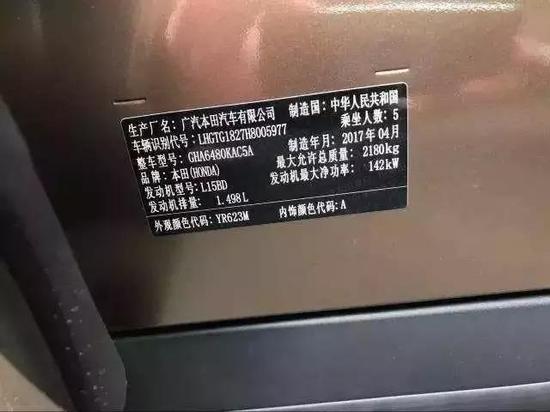 生产厂名：广汽本田汽车有限公司 制造国：中华人民共和国
车辆识别代号：LHGTG1827H8005977 乘坐人数：5
整车型号：GHA6480KAC5A 制造年月：2017年04月
品牌：本田(HONDA) 最大允许总质量：2180kg
发动机型号：L15BD 发动机最大净功率：142kW
发动机排量：1.498L
外观颜色代码：YR623M 内饰颜色代码：A